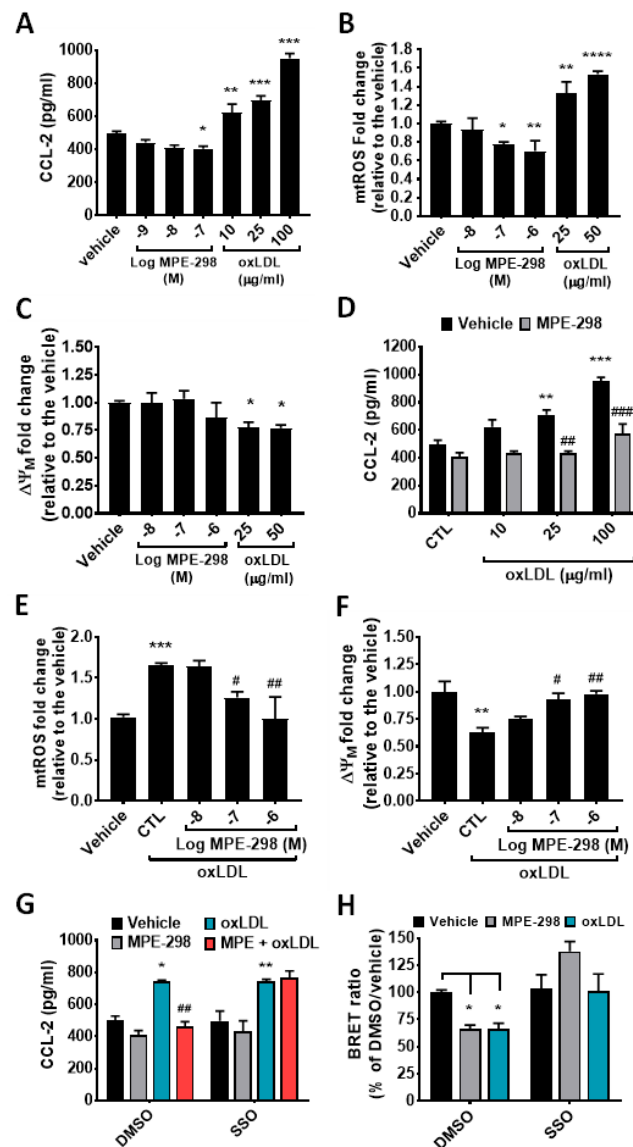 A
CCL-2 (pg/ml)
1000
800
600
400
200
0
*
**
***
***
vehicle
-9
-8
-7
10
25
100
Log MPE-298
(M)
oxLDL
(μg/ml)
B
mtROS Fold change
(relative to the vehicle)
1.8
1.6
1.4
1.2
1.0
0.8
0.6
0.4
0.2
0.0
*
**
**
****
Vehicle
-8
-7
-6
25
50
Log MPE-298
(M)
oxLDL
(μg/ml)
C
ΔΨM fold change
(relative to the vehicle)
1.50
1.25
1.00
0.75
0.50
0.25
0.00
*
*
Vehicle
-8
-7
-6
25
50
Log MPE-298
(M)
oxLDL
(μg/ml)
D
Vehicle MPE-298
CCL-2 (pg/ml)
1200
1000
800
600
400
200
0
**
##
***
###
CTL
10
25
100
oxLDL (μg/ml)
E
mtROS fold change
(relative to the vehicle)
2.0
1.5
1.0
0.5
0.0
***
#
##
Vehicle
CTL
-8
-7
-6
Log MPE-298 (M)
oxLDL
F
ΔΨM fold change
(relative to the vehicle)
1.50
1.25
1.00
0.75
0.50
0.25
0.00
**
#
##
Vehicle
CTL
-8
-7
-6
Log MPE-298 (M)
oxLDL
G
Vehicle oxLDL
MPE-298 MPE + oxLDL
CCL-2 (pg/ml)
1000
800
600
400
200
0
*
##
**
DMSO
SSO
H
Vehicle MPE-298 oxLDL
BRET ratio
(% of DMSO/vehicle)
150
125
100
75
50
25
0
*
*
DMSO
SSO